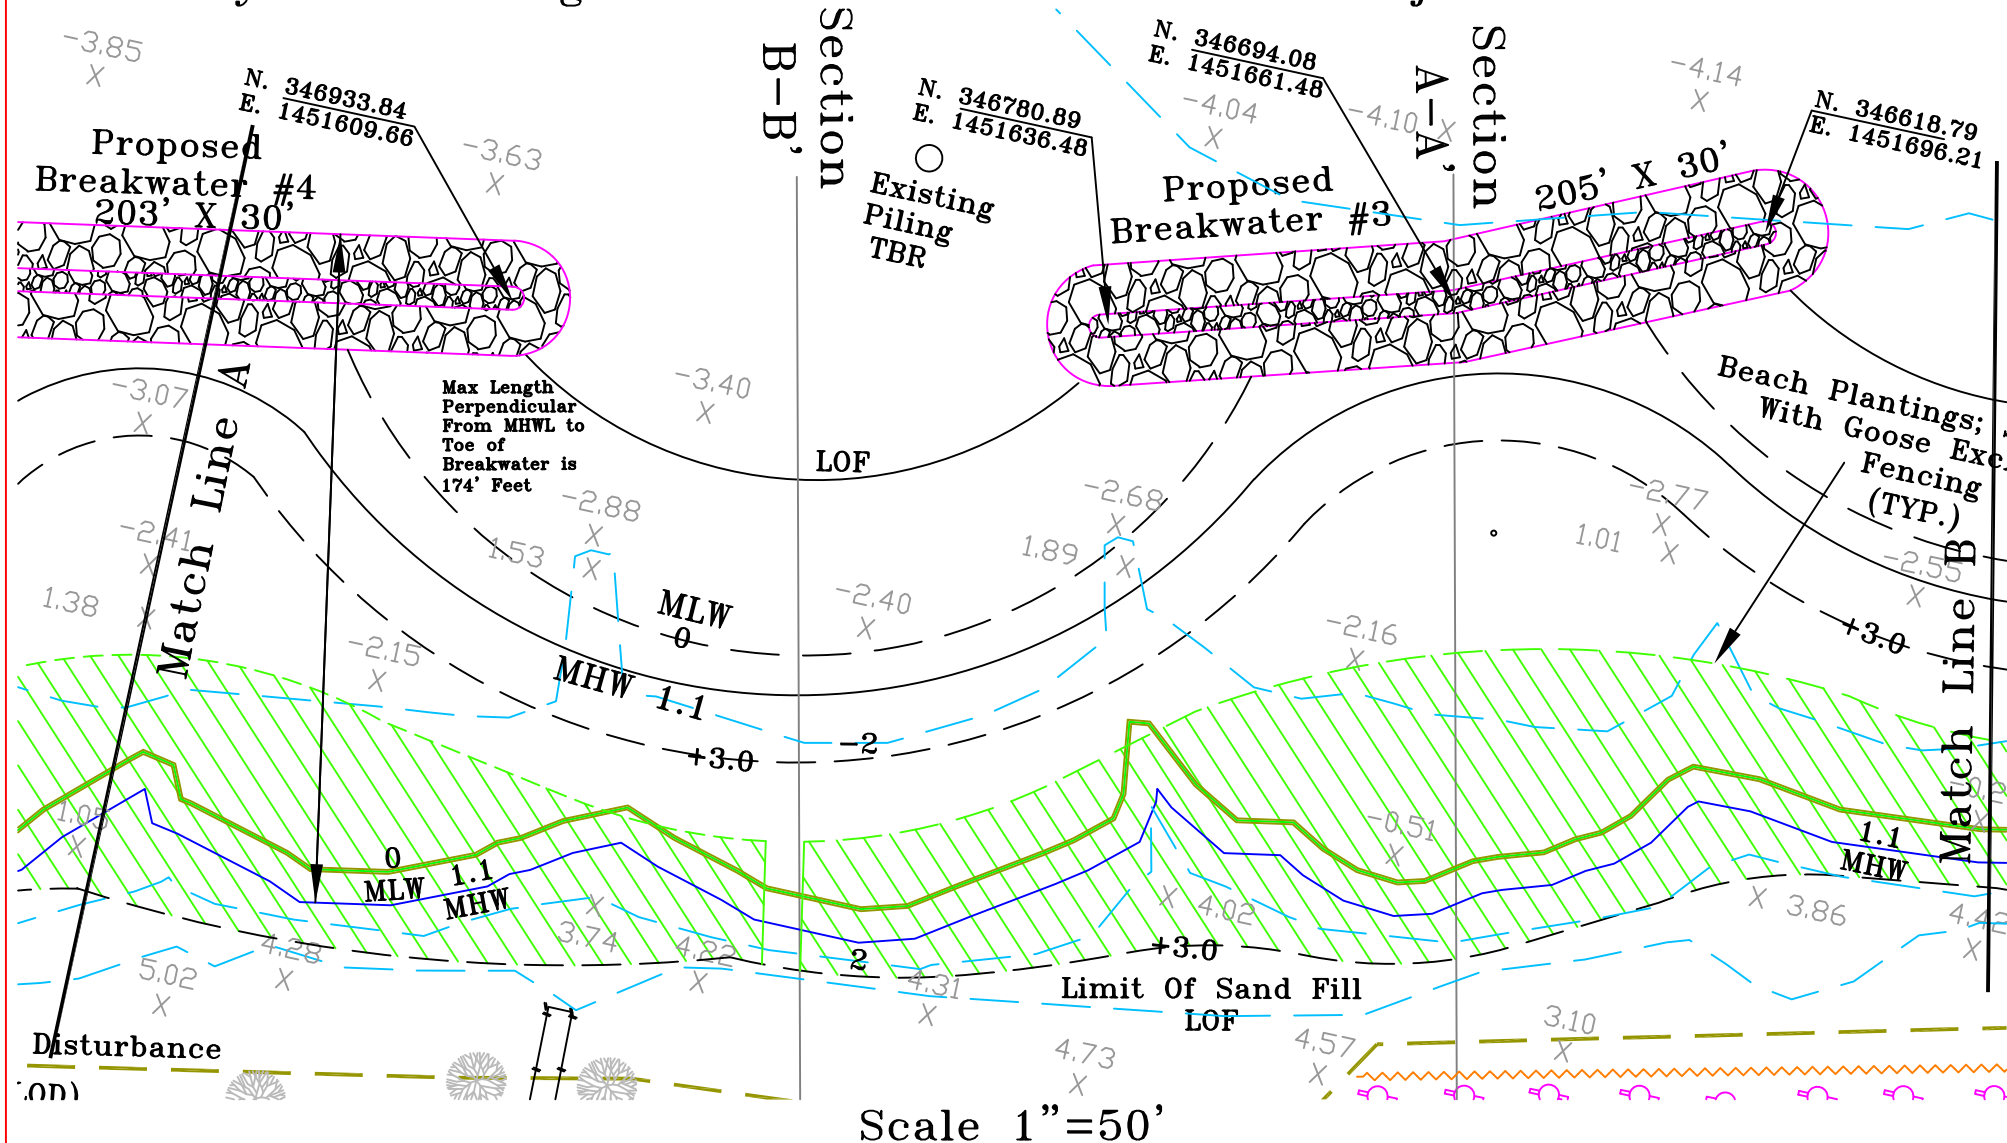 -3.85
X
N. 346933.84
E. 1451609.66
Proposed
Breakwater #4
203' X 30'
-3.63
X
Section
B-B'
N. 346780.89
E. 1451636.48
Existing
Piling
TBR
N. 346694.08
E. 1451661.48
-4.04
X
-4.10
X
Section
A-A'
-4.14
X
N. 346618.79
E. 1451696.21
Proposed
Breakwater #3
205' X 30'
-3.07
X
Match Line A
Max Length
Perpendicular
From MHWL to
Toe of
Breakwater is
174' Feet
-3.40
X
LOF
Beach Plantings;
With Goose Exc
Fencing
(TYP.)
-2.41
X
1.38
X
-2.88
X
1.53
X
-2.68
X
1.89
X
-2.77
X
1.01
X
-2.55
X
MLW
0
-2.40
X
-2.15
X
-2.16
X
MHW 1.1
+3.0
-2
+3.0
Match Line B
1.05
X
0
MLW
1.1
MHW
-0.51
X
1.1
MHW
-0.2
X
X
3.74
4.28
X
4.22
X
5.02
X
2
4.31
X
X
4.02
+3.0
X
3.86
4.42
X
Limit Of Sand Fill
LOF
Disturbance
OD)
4.73
X
4.57
X
3.10
X
Scale 1"=50'